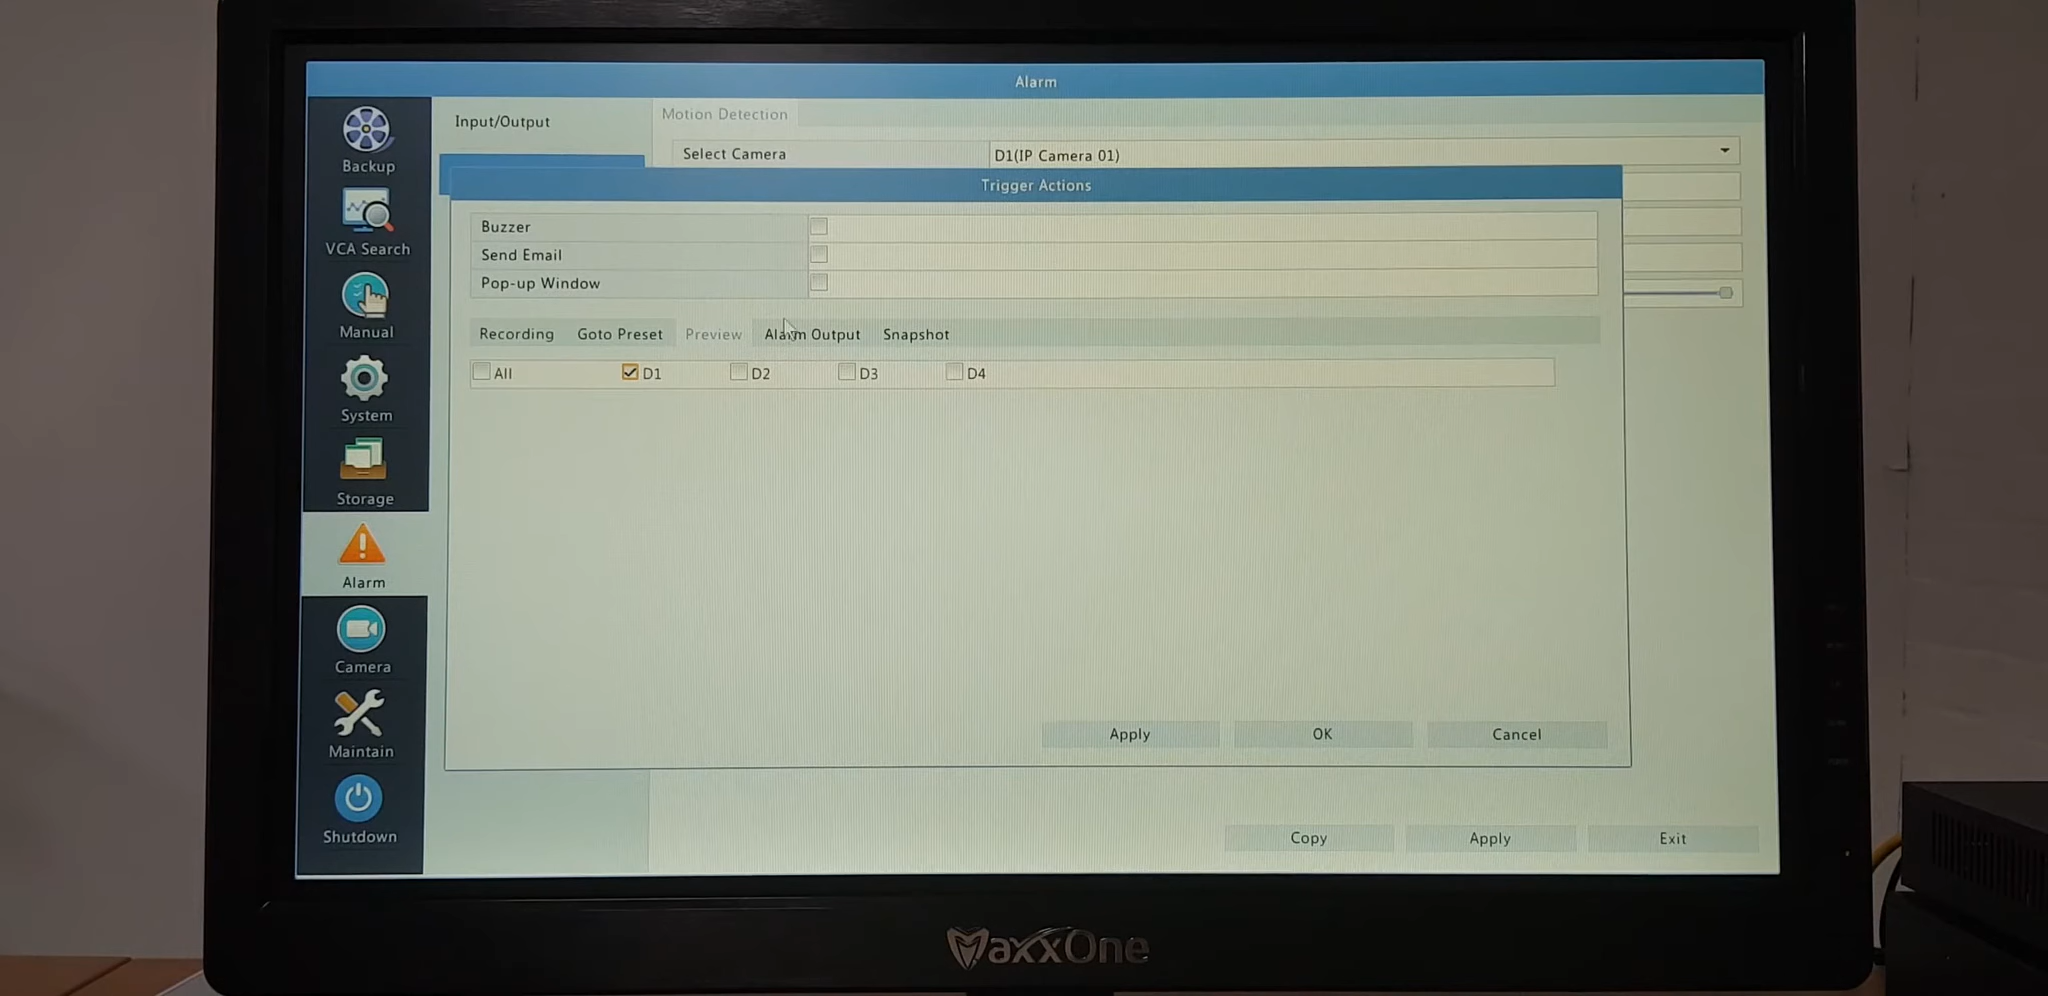 Alarm
Backup
VCA Search
Manual
System
Storage
Alarm
Camera
Maintain
Shutdown
Input/Output
Motion Detection
Select Camera D1(IP Camera 01)
Trigger Actions
Buzzer
Send Email
Pop-up Window
Recording Goto Preset Preview Alarm Output Snapshot
All D1 D2 D3 D4
Apply OK Cancel
Copy Apply Exit
MaxxOne